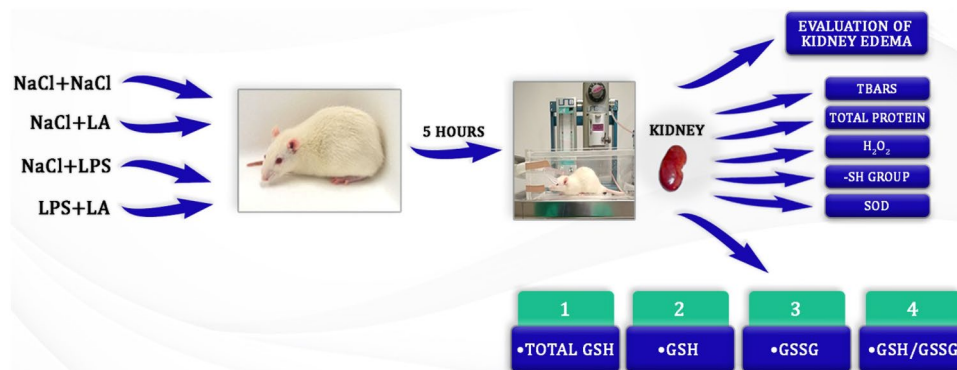 NaCl+NaCl
NaCl+LA
NaCl+LPS
LPS+LA
5 HOURS
KIDNEY
EVALUATION OF
KIDNEY EDEMA
TBARS
TOTAL PROTEIN
H₂O₂
-SH GROUP
SOD
1
•TOTAL GSH
2
•GSH
3
•GSSG
4
•GSH/GSSG